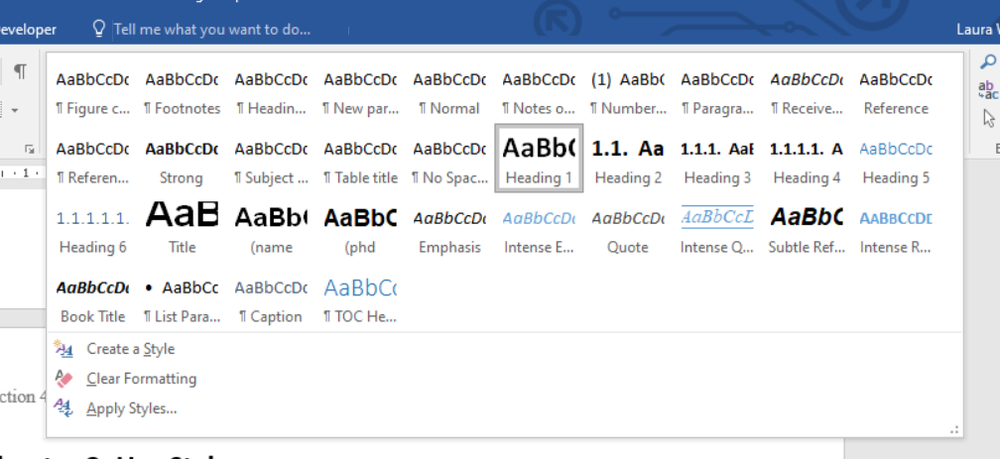 eveloper Tell me what you want to do... Laura
AaBbCcDc AaBbCcDc AaBbCcDc AaBbCcDc AaBbCcDc AaBbCcDc (1) AaBb( AaBbCcDc AaBbCcDc AaBbCcDc
¶ Figure c... ¶ Footnotes ¶ Headin... ¶ New par... ¶ Normal ¶ Notes o... ¶ Number... ¶ Paragra... ¶ Receive... Reference
AaBbCcDc AaBbCcDc AaBbCcDc AaBbCcDc AaBbCcDc AaBb( 1.1. Aa 1.1.1. Aa 1.1.1.1. A AaBbCcDc
¶ Referen... Strong ¶ Subject ... ¶ Table title ¶ No Spac... Heading 1 Heading 2 Heading 3 Heading 4 Heading 5
1.1.1.1.1. AaB AaBb AaBbC AaBbCcDc AaBbCcDc AaBbCcDc AaBbCcD AaBbC AaBbCcDc
Heading 6 Title (name (phd Emphasis Intense E... Quote Intense Q... Subtle Ref... Intense R...
AaBbCcDc • AaBbCc AaBbCcDc AaBbCc
Book Title ¶ List Para... ¶ Caption ¶ TOC He...
Create a Style
Clear Formatting
ction 4
Apply Styles...